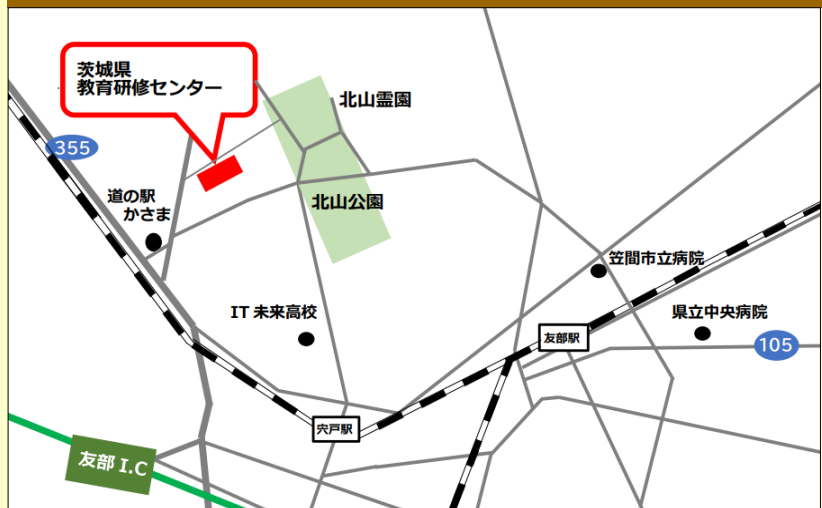 茨城県
教育研修センター
北山霊園
355
道の駅
かさま
北山公園
笠間市立病院
IT 未来高校
県立中央病院
友部駅
105
宍戸駅
友部 I.C